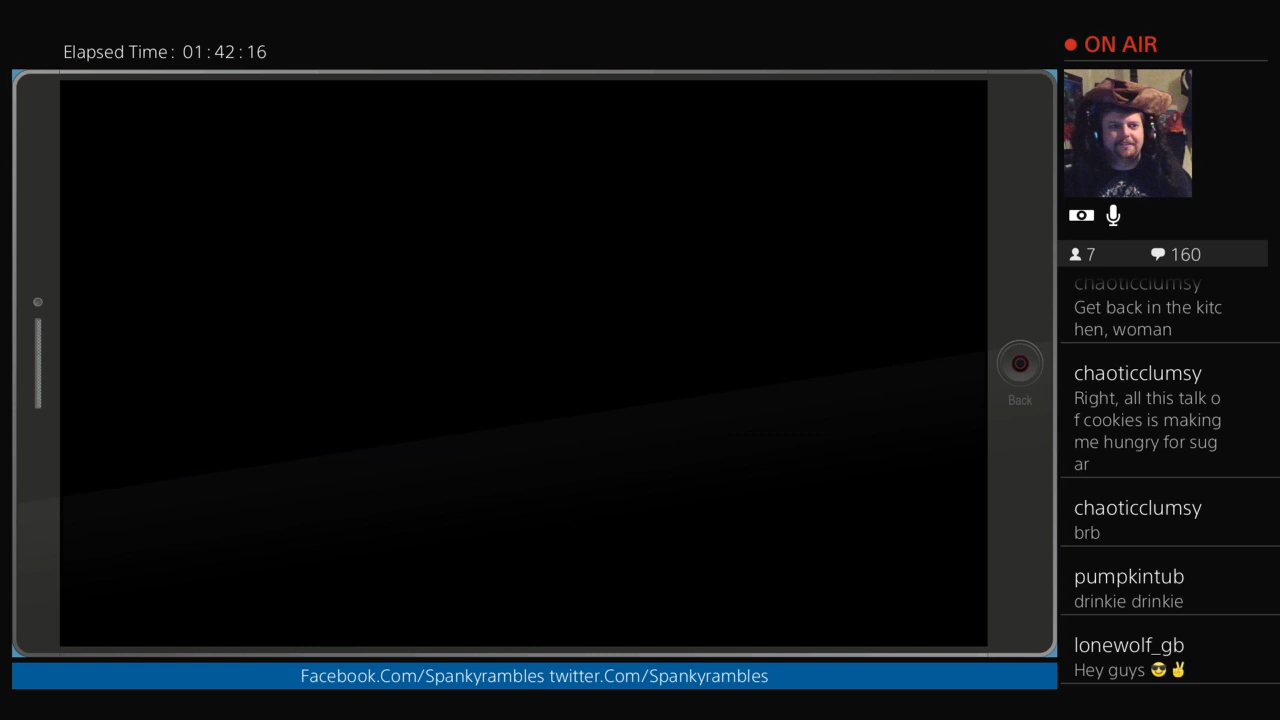 Elapsed Time: 01:42:16
ON AIR
7
160
chaoticclumsy
Get back in the kitc
hen, woman
chaoticclumsy
Right, all this talk o
f cookies is making
me hungry for sug
ar
chaoticclumsy
brb
pumpkintub
drinkie drinkie
lonewolf_gb
Hey guys 😎✌
Back
Facebook.Com/Spankyrambles twitter.Com/Spankyrambles